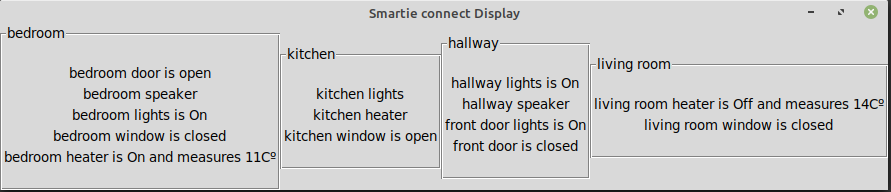 Smartie connect Display
bedroom
bedroom door is open
bedroom speaker
bedroom lights is On
bedroom window is closed
bedroom heater is On and measures 11Cº
kitchen
kitchen lights
kitchen heater
kitchen window is open
hallway
hallway lights is On
hallway speaker
front door lights is On
front door is closed
living room
living room heater is Off and measures 14Cº
living room window is closed